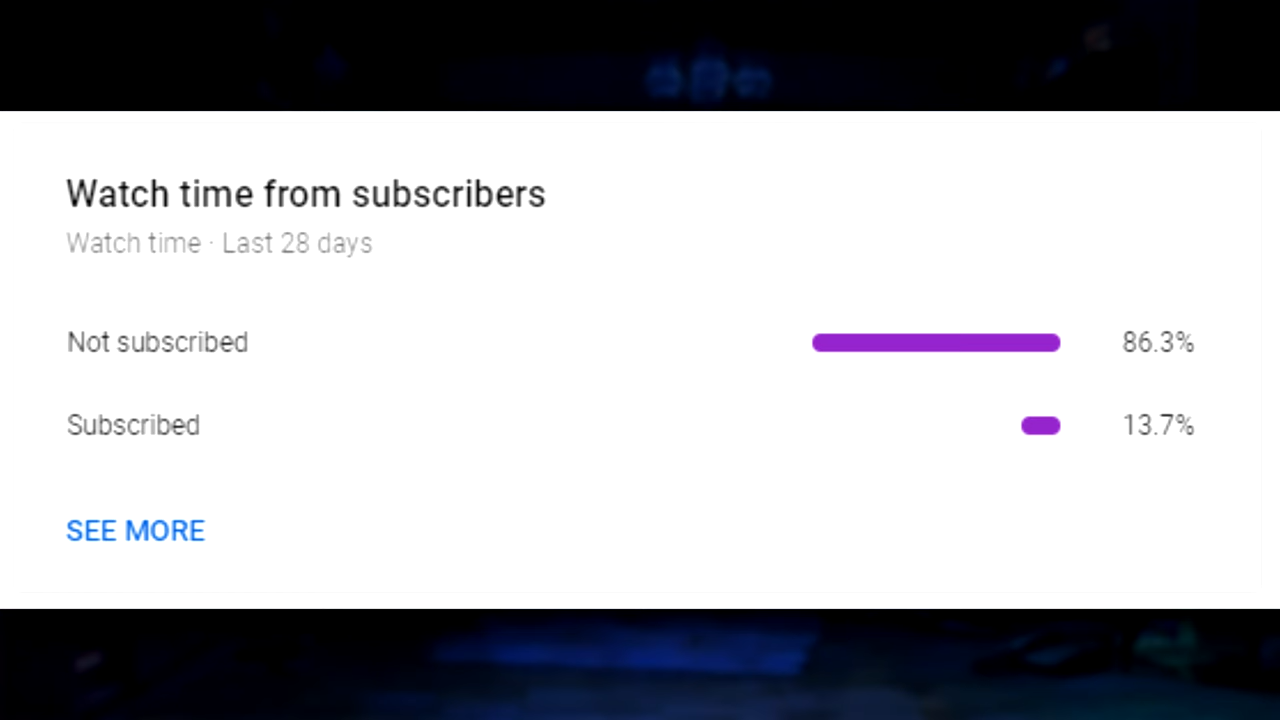 Watch time from subscribers
Watch time · Last 28 days
Not subscribed 86.3%
Subscribed 13.7%
SEE MORE